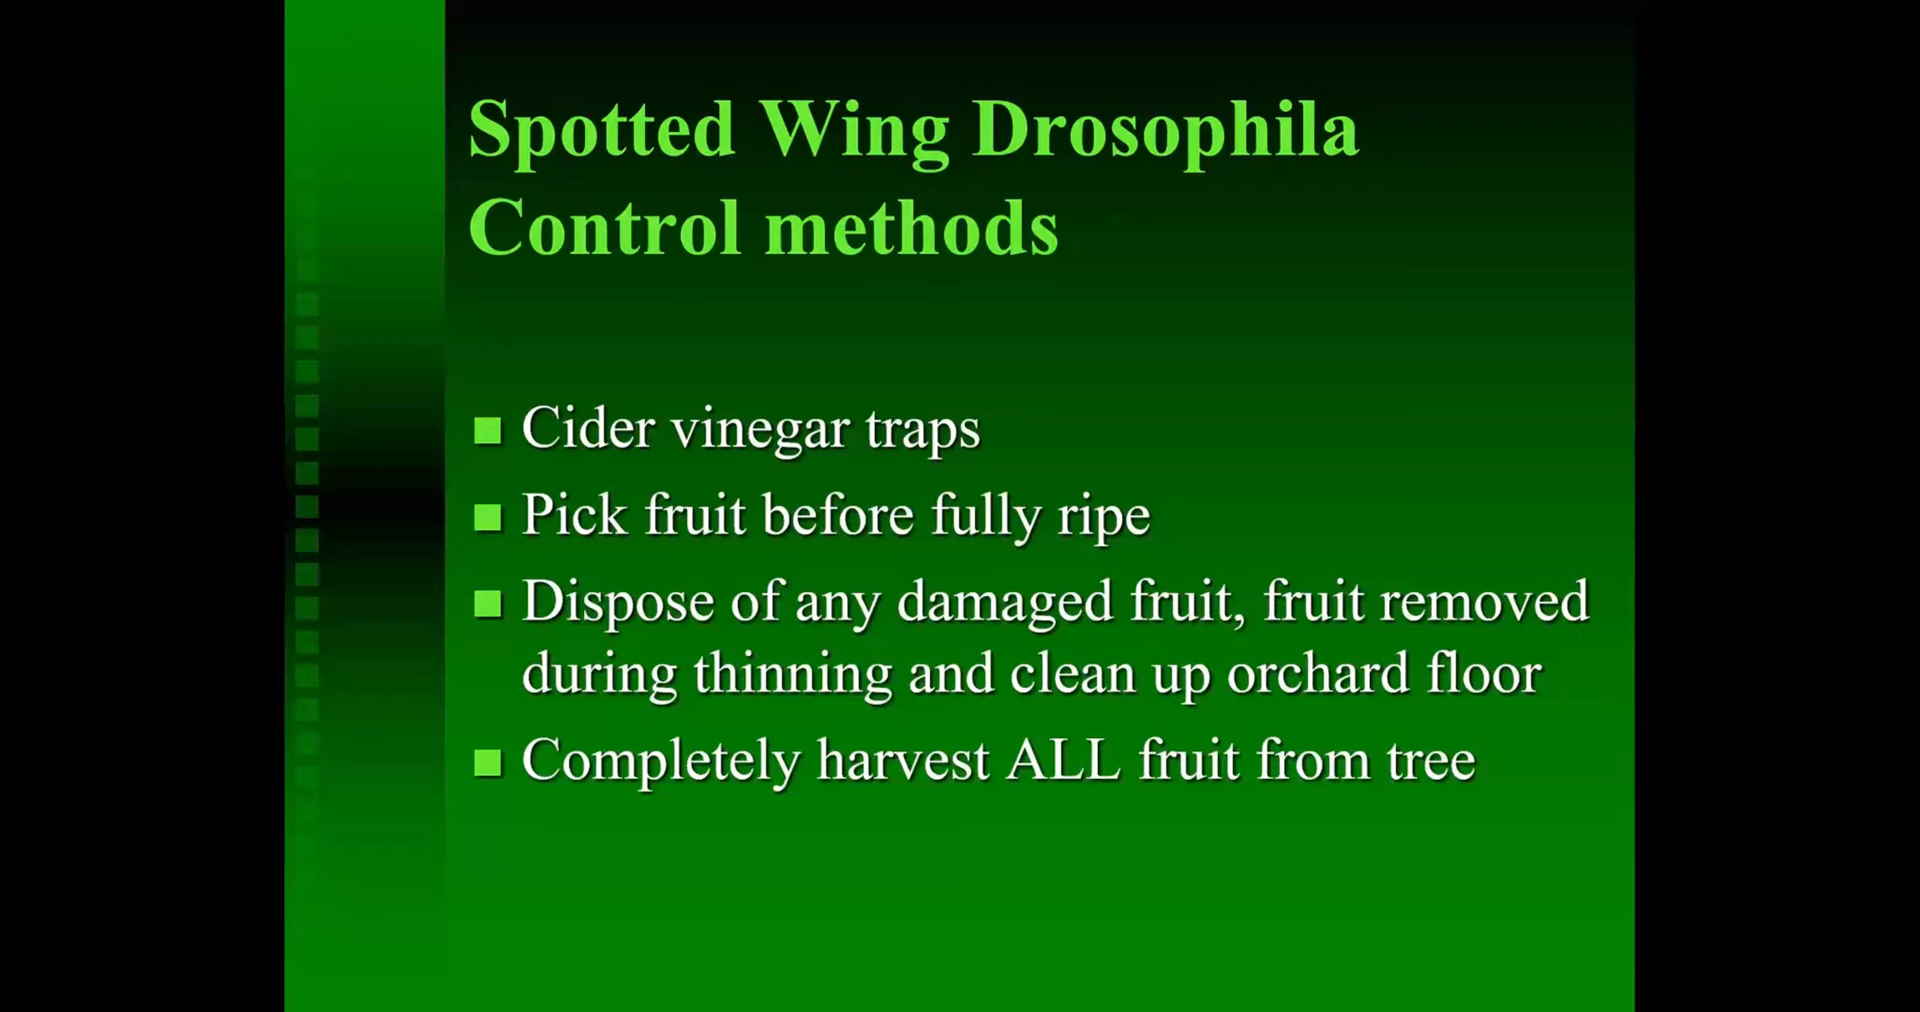 Spotted Wing Drosophila
Control methods
Cider vinegar traps
Pick fruit before fully ripe
Dispose of any damaged fruit, fruit removed
during thinning and clean up orchard floor
Completely harvest ALL fruit from tree